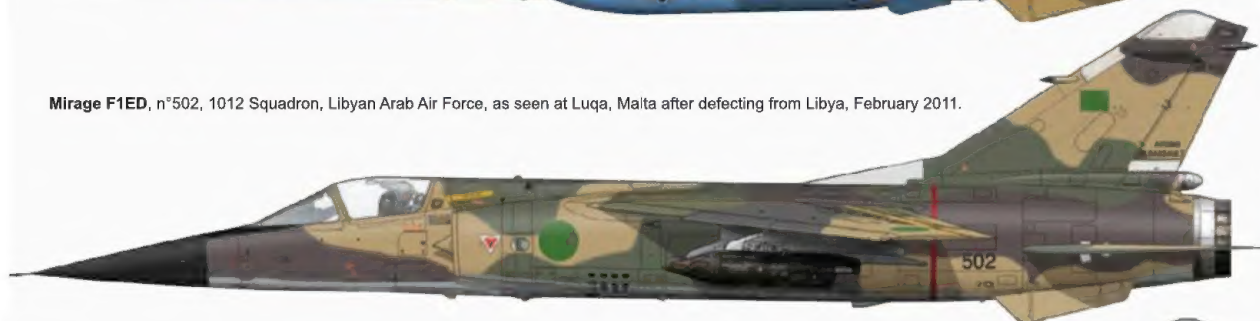 Mirage F1ED, n°502, 1012 Squadron, Libyan Arab Air Force, as seen at Luqa, Malta after defecting from Libya, February 2011.
502